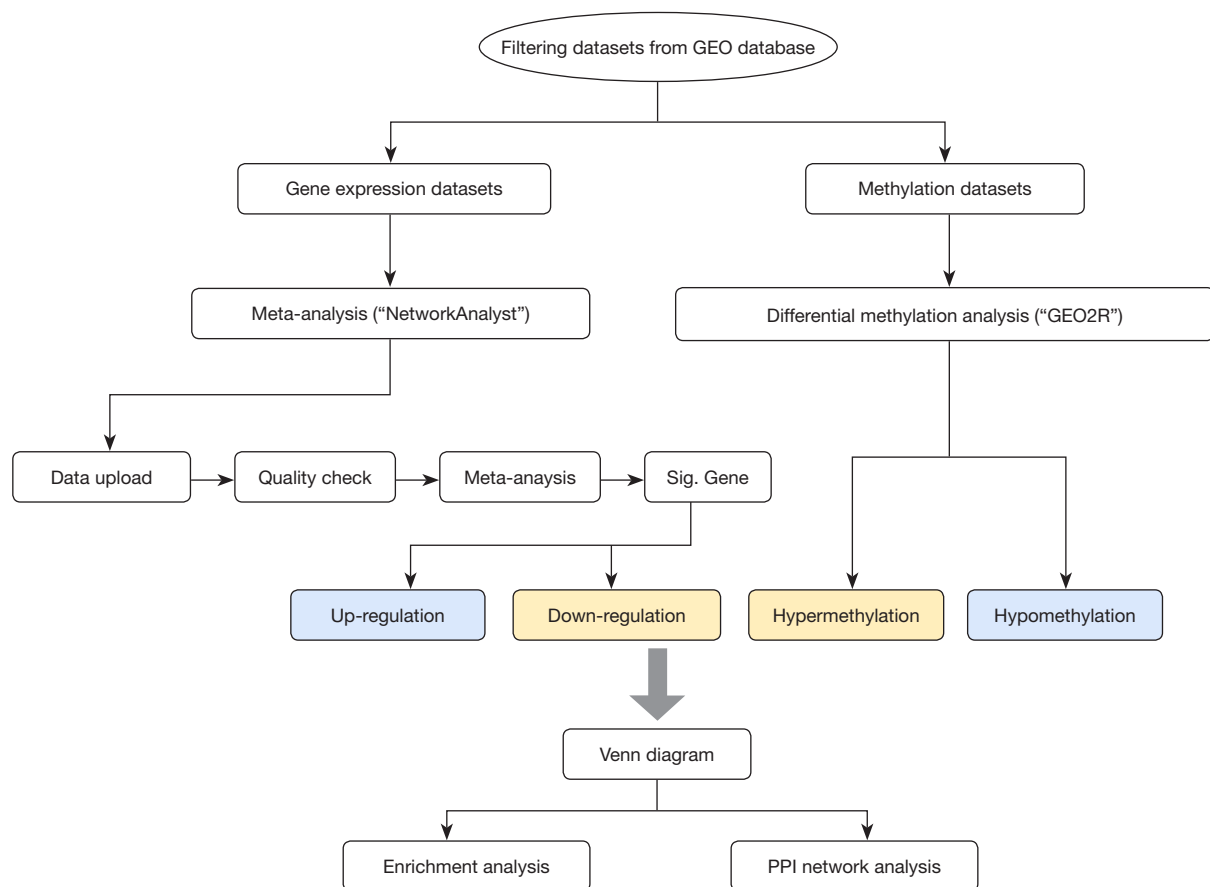 Filtering datasets from GEO database
Gene expression datasets
Methylation datasets
Meta-analysis (“NetworkAnalyst”)
Differential methylation analysis (“GEO2R”)
Data upload
Quality check
Meta-anaysis
Sig. Gene
Up-regulation
Down-regulation
Hypermethylation
Hypomethylation
Venn diagram
Enrichment analysis
PPI network analysis